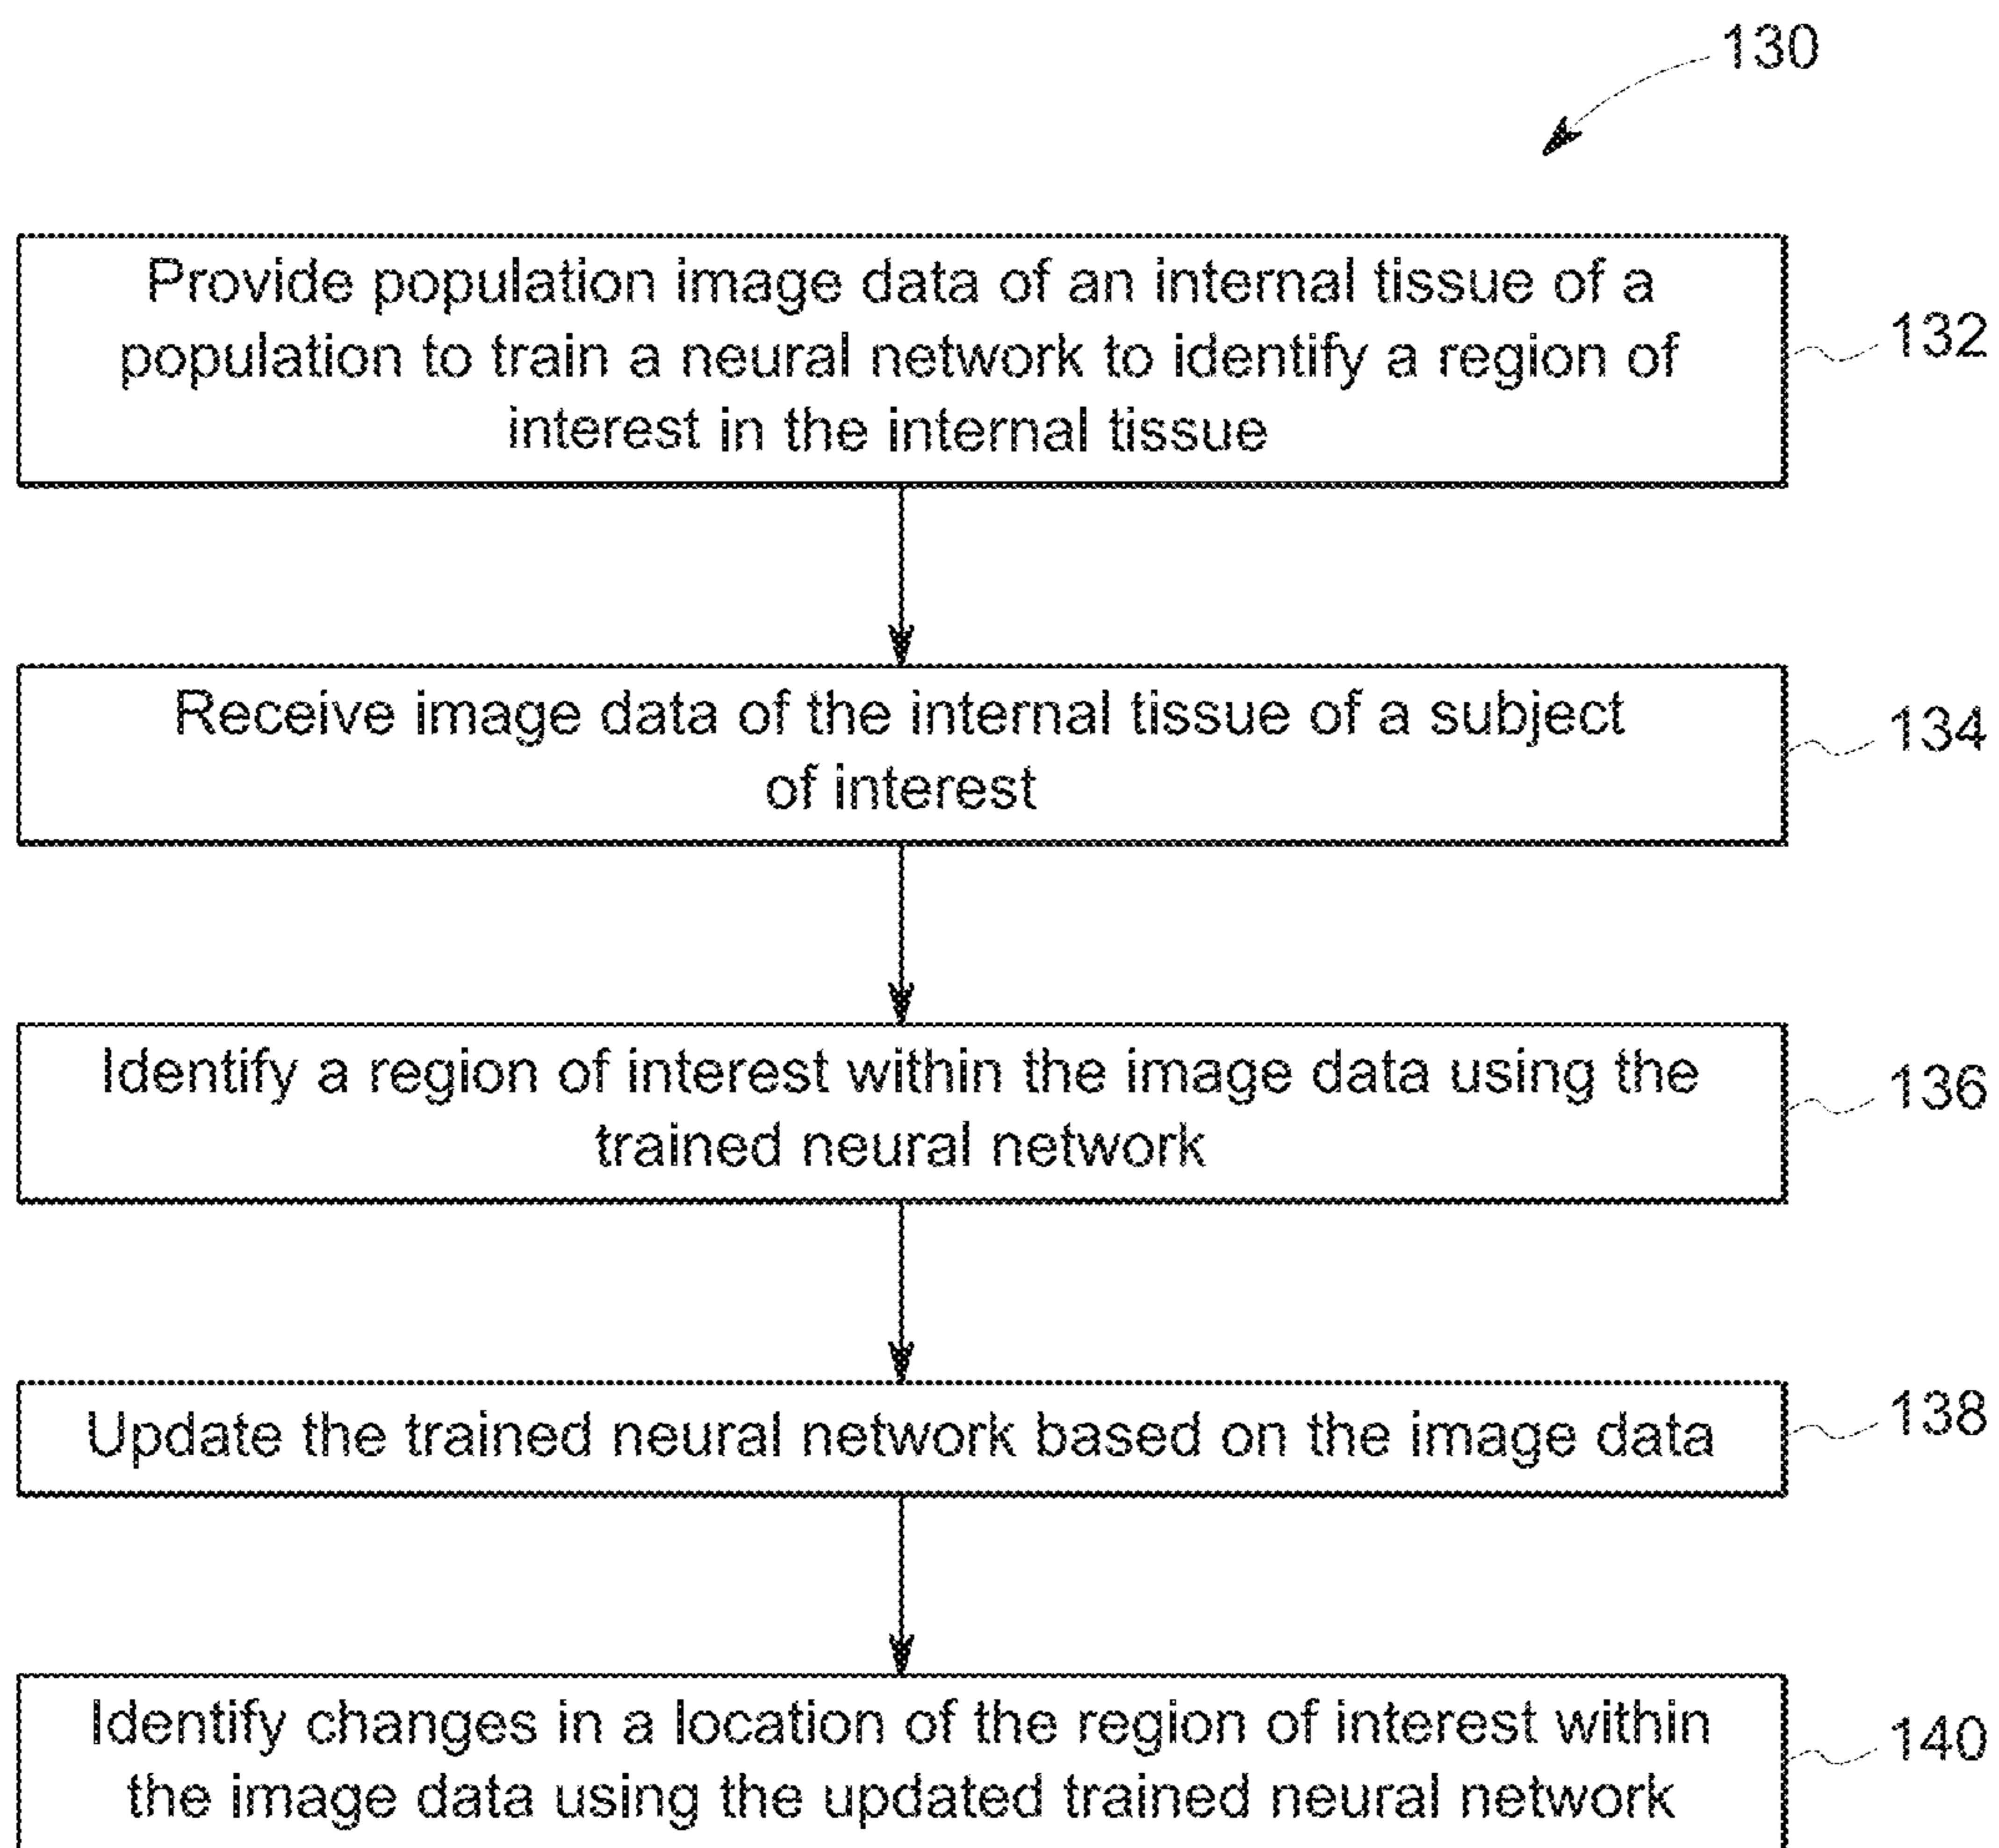 130
Provide population image data of an internal tissue of a
population to train a neural network to identify a region of
interest in the internal tissue
132
Receive image data of the internal tissue of a subject
of interest
134
Identify a region of interest within the image data using the
trained neural network
136
Update the trained neural network based on the image data
138
Identify changes in a location of the region of interest within
the image data using the updated trained neural network
140